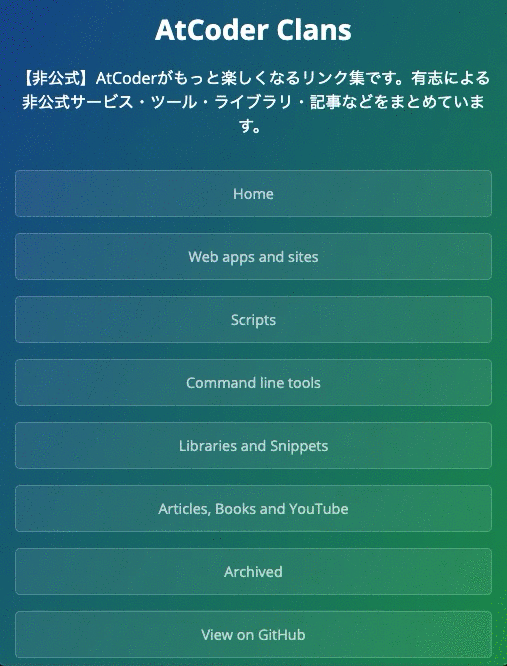 AtCoder Clans
【非公式】AtCoderがもっと楽しくなるリンク集です。有志による
非公式サービス・ツール・ライブラリ・記事などをまとめていま
す。
Home
Web apps and sites
Scripts
Command line tools
Libraries and Snippets
Articles, Books and YouTube
Archived
View on GitHub